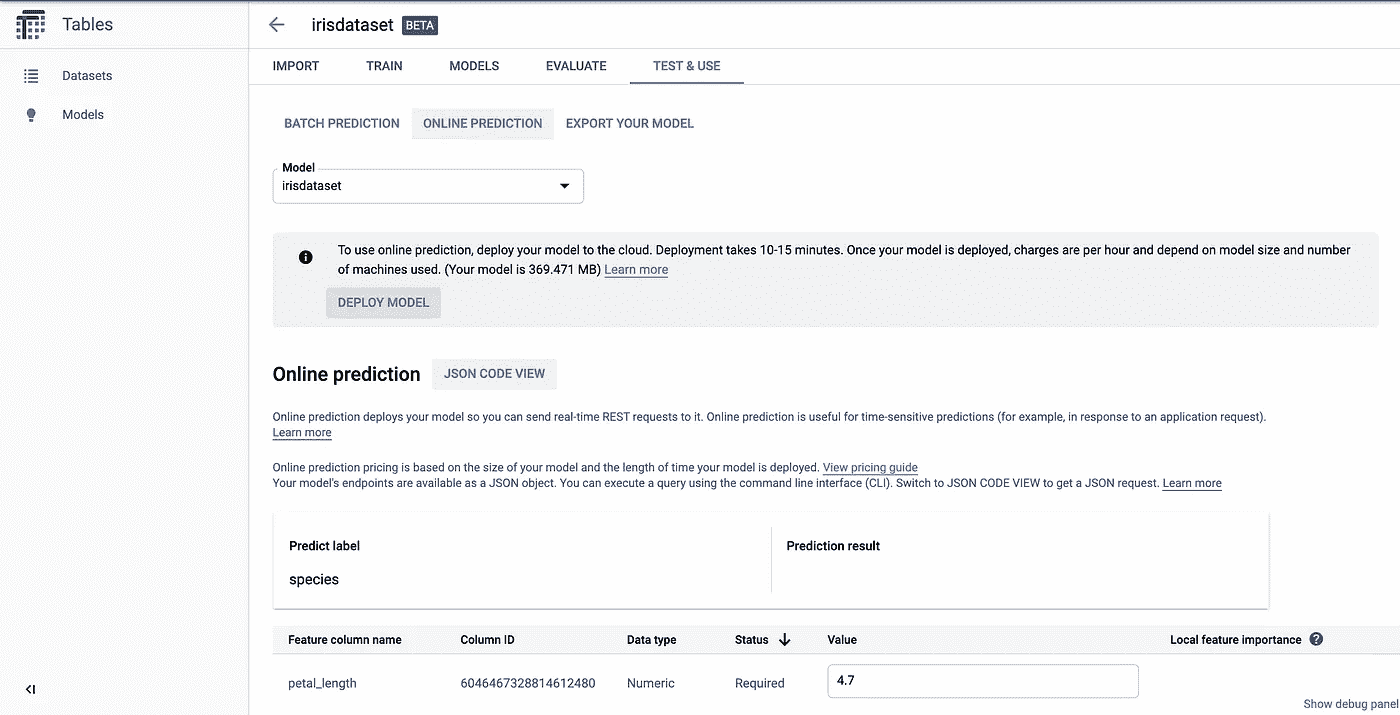 Tables
irisdataset BETA
Datasets
Models
IMPORT TRAIN MODELS EVALUATE TEST & USE
BATCH PREDICTION ONLINE PREDICTION EXPORT YOUR MODEL
Model
irisdataset
To use online prediction, deploy your model to the cloud. Deployment takes 10-15 minutes. Once your model is deployed, charges are per hour and depend on model size and number
of machines used. (Your model is 369.471 MB) Learn more
DEPLOY MODEL
Online prediction JSON CODE VIEW
Online prediction deploys your model so you can send real-time REST requests to it. Online prediction is useful for time-sensitive predictions (for example, in response to an application request).
Learn more
Online prediction pricing is based on the size of your model and the length of time your model is deployed. View pricing guide
Your model's endpoints are available as a JSON object. You can execute a query using the command line interface (CLI). Switch to JSON CODE VIEW to get a JSON request. Learn more
Predict label Prediction result
species
Feature column name Column ID Data type Status Value Local feature importance
petal_length 6046467328814612480 Numeric Required 4.7
Show debug panel